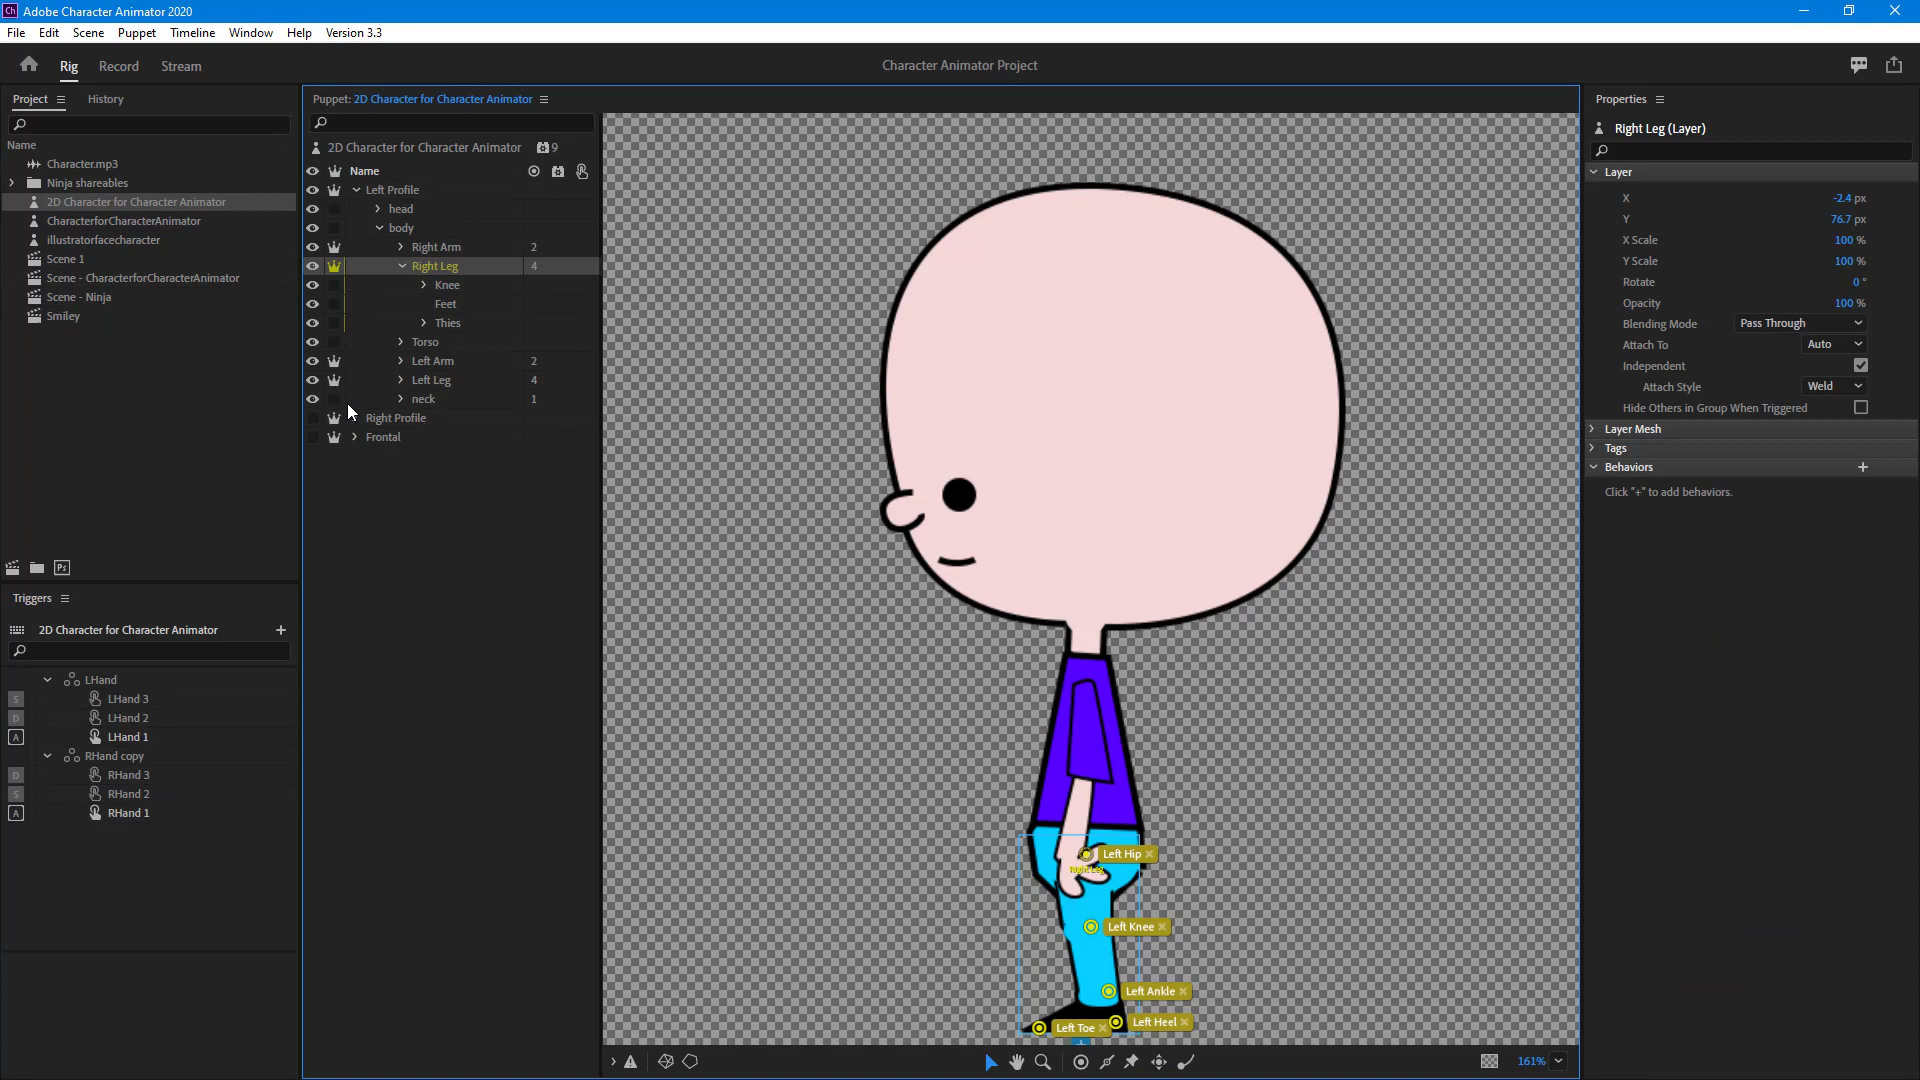 Ch Adobe Character Animator 2020
File Edit Scene Puppet Timeline Window Help Version 3.3
Rig Record Stream Character Animator Project
Project History
Name
Character.mp3
Ninja shareables
2D Character for Character Animator
CharacterforCharacterAnimator
illustratorfacecharacter
Scene 1
Scene - CharacterforCharacterAnimator
Scene - Ninja
Smiley
Ps
Triggers
2D Character for Character Animator +
LHand
S LHand 3
D LHand 2
A LHand 1
RHand copy
D RHand 3
S RHand 2
A RHand 1
Puppet: 2D Character for Character Animator
2D Character for Character Animator 9
Name
Left Profile
head
body
Right Arm 2
Right Leg 4
Knee
Feet
Thies
Torso
Left Arm 2
Left Leg 4
neck 1
Right Profile
Frontal
Left Hip ×
Right Leg
Left Knee ×
Left Ankle ×
Left Heel ×
Left Toe ×
161%
Properties
Right Leg (Layer)
Layer
X -2.4 px
Y 76.7 px
X Scale 100 %
Y Scale 100 %
Rotate 0 °
Opacity 100 %
Blending Mode Pass Through
Attach To Auto
Independent
Attach Style Weld
Hide Others in Group When Triggered
Layer Mesh
Tags
Behaviors +
Click "+" to add behaviors.